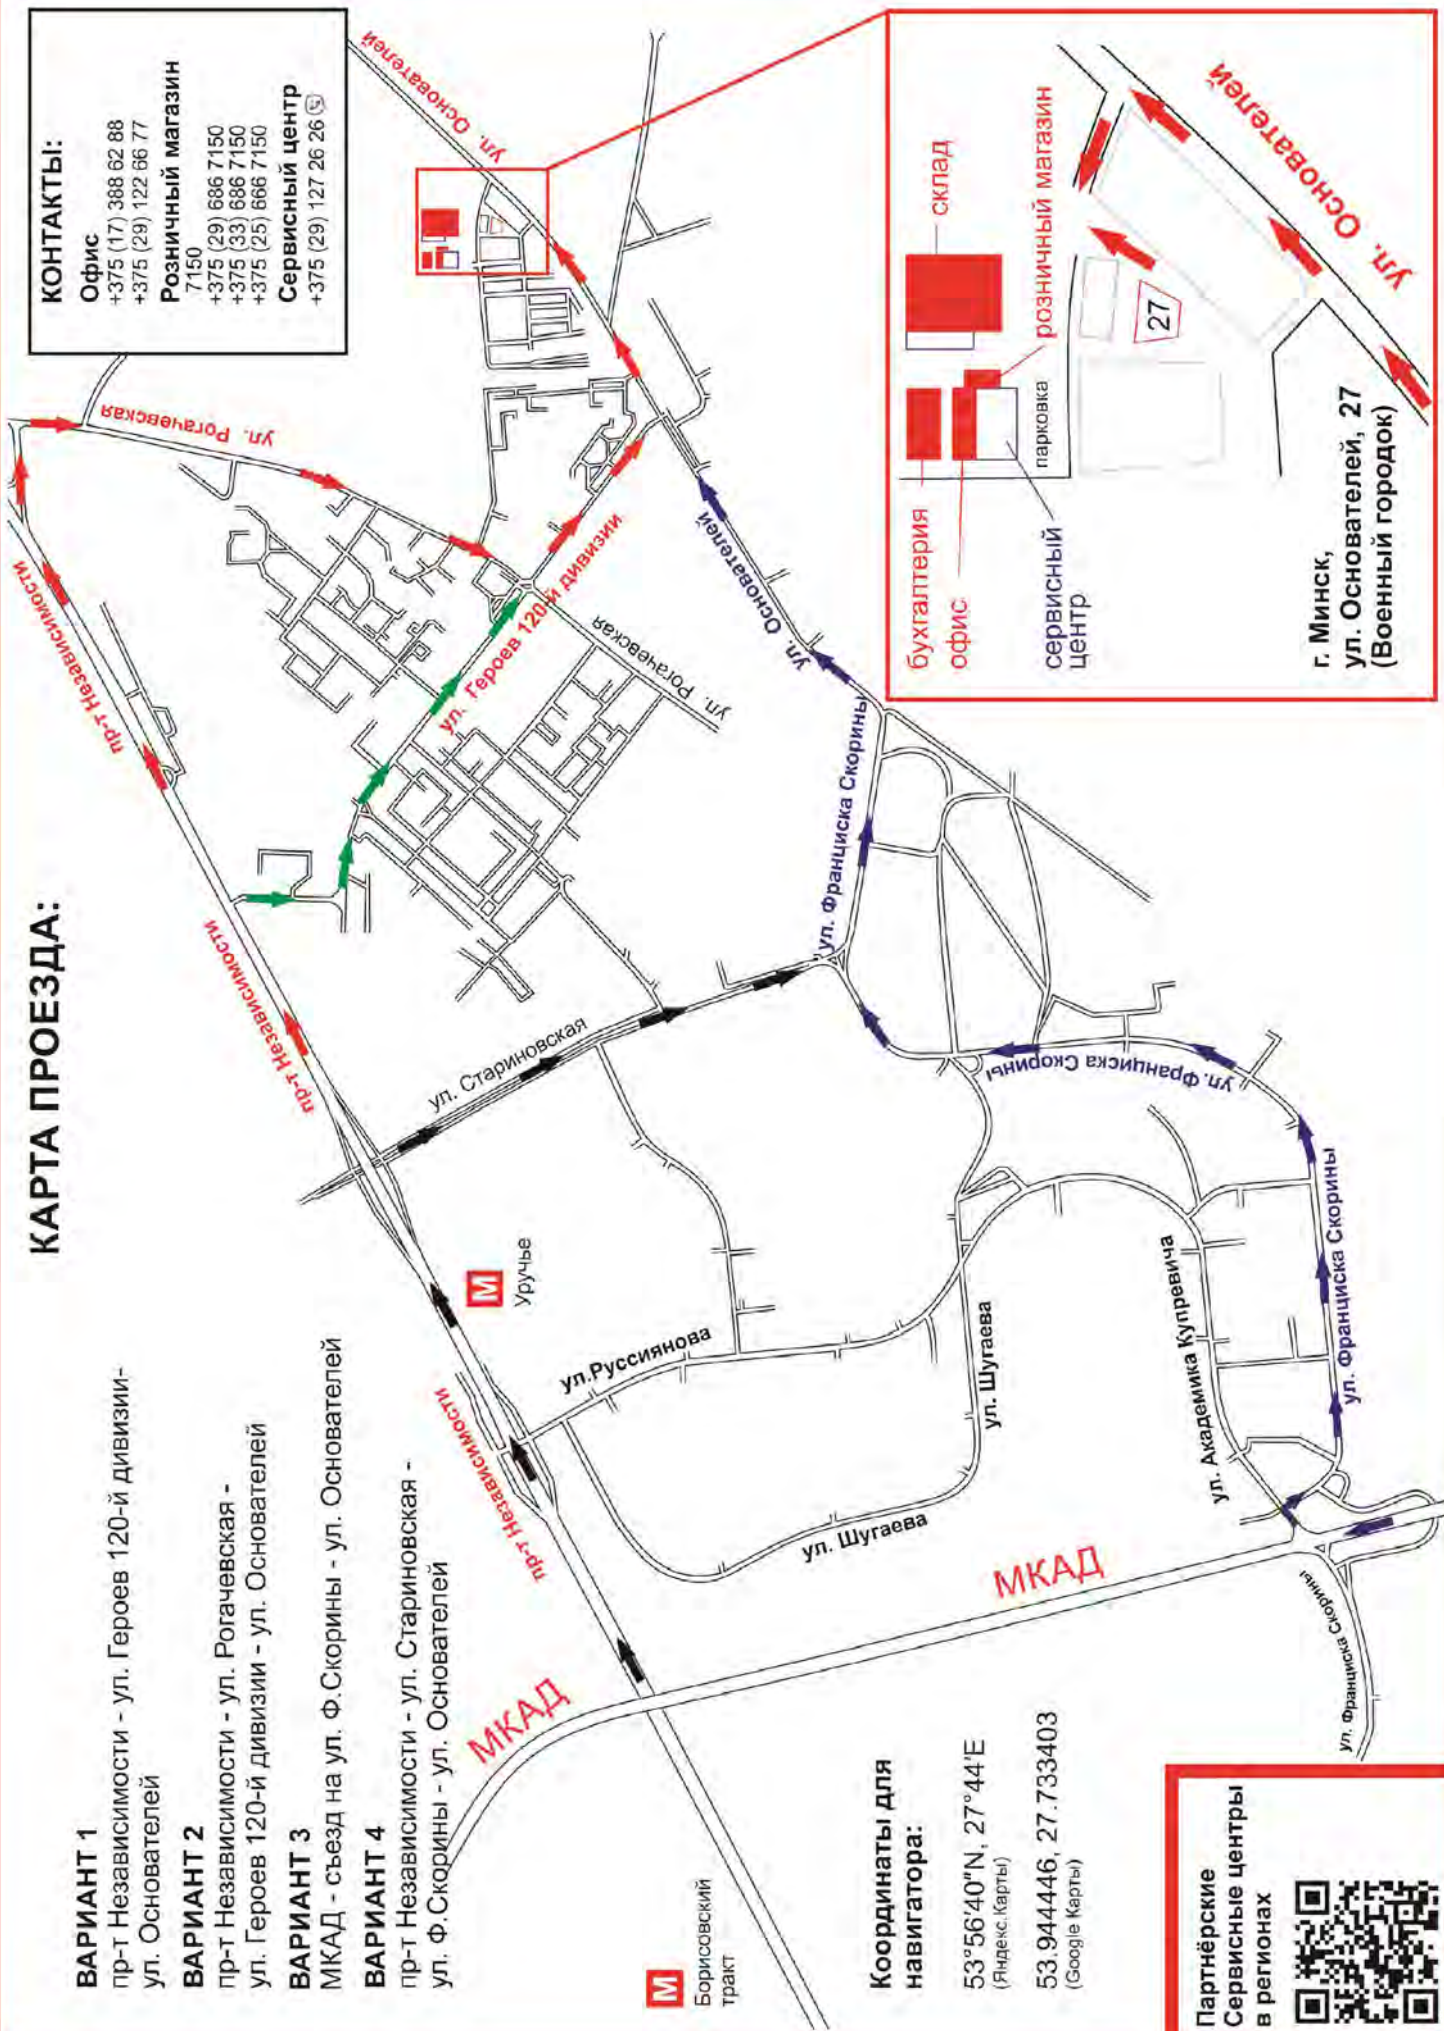 КАРТА ПРОЕЗДА:
ВАРИАНТ 1
пр-т Независимости - ул. Героев 120-й дивизии-
ул. Основателей
ВАРИАНТ 2
пр-т Независимости - ул. Рогачевская -
ул. Героев 120-й дивизии - ул. Основателей
ВАРИАНТ 3
МКАД - съезд на ул. Ф.Скорины - ул. Основателей
ВАРИАНТ 4
пр-т Независимости - ул. Стариновская -
ул. Ф.Скорины - ул. Основателей
КОНТАКТЫ:
Офис
+375 (17) 388 62 88
+375 (29) 122 66 77
Розничный магазин
7150
+375 (29) 686 7150
+375 (33) 686 7150
+375 (25) 666 7150
Сервисный центр
+375 (29) 127 26 26
пр-т Независимости
пр-т Независимости
пр-т Независимости
пр-т Независимости
пр-т Независимости
ул. Рогачевская
ул. Основателей
ул. Героев 120-й дивизии
ул. Рогачевская
ул. Стариновская
М
Уручье
ул.Руссиянова
МКАД
М
Борисовский
тракт
ул. Основателей
ул. Франциска Скорины
ул. Франциска Скорины
ул. Шугаева
ул. Шугаева
МКАД
ул. Академика Купревича
ул. Франциска Скорины
ул. Франциска Скорины
бухгалтерия
офис
сервисный
центр
склад
розничный магазин
парковка
27
ул. Основателей
г. Минск,
ул. Основателей, 27
(Военный городок)
Координаты для
навигатора:
53°56'40"N, 27°44'E
(Яндекс.Карты)
53.944446, 27.733403
(Google Карты)
Партнёрские
Сервисные центры
в регионах